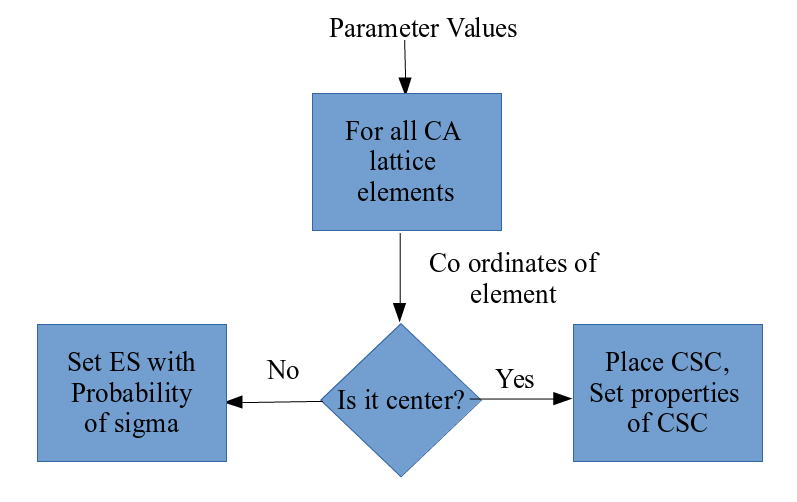 Parameter Values
For all CA
lattice
elements
Co ordinates of
element
Set ES with
Probability
of sigma
No
Is it center?
Yes
Place CSC,
Set properties
of CSC